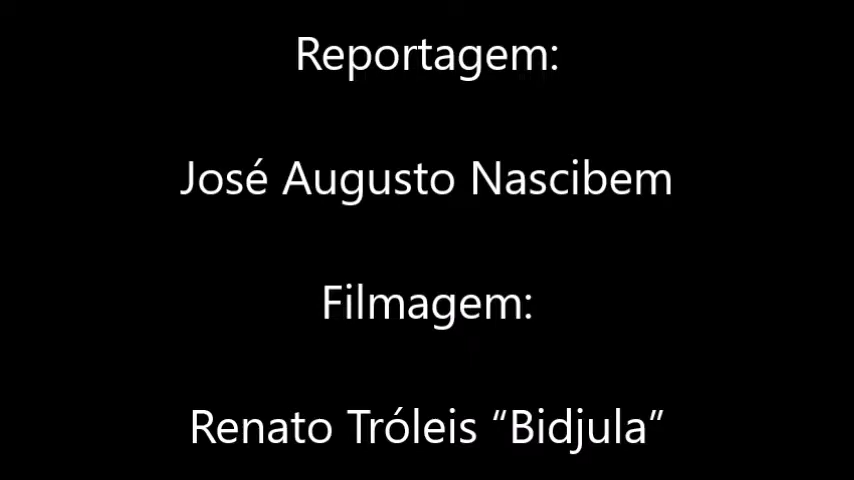 Reportagem:
José Augusto Nascibem
Filmagem:
Renato Tróleis “Bidjula”